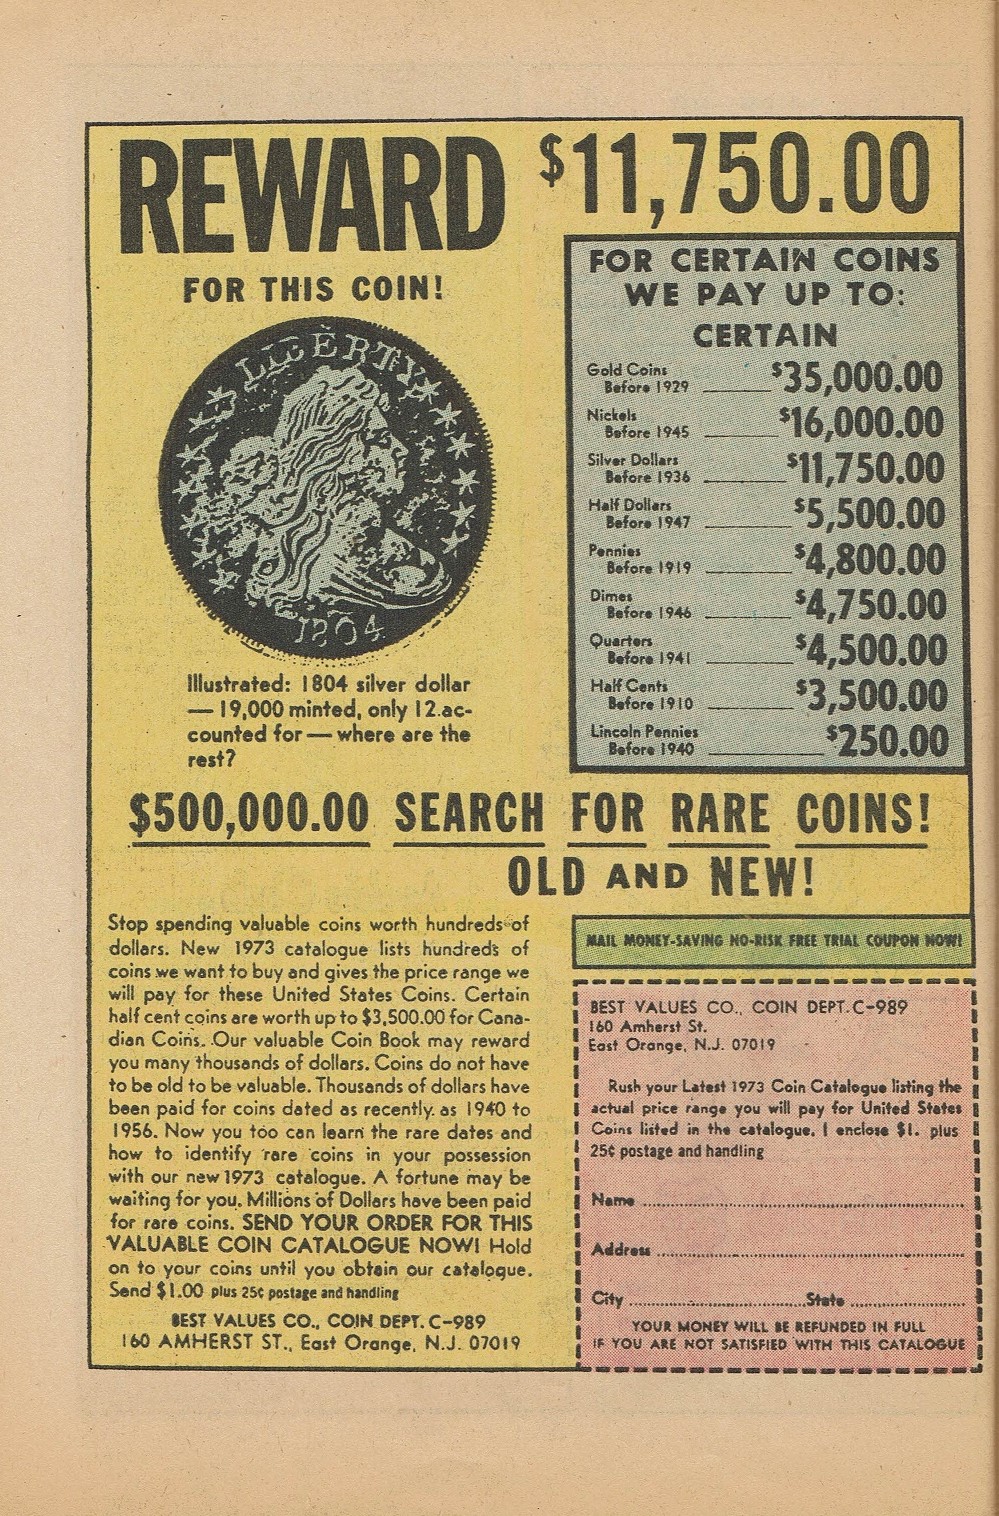 REWARD $11,750.00
FOR THIS COIN!
LIBERTY
1804
Illustrated: 1804 silver dollar
— 19,000 minted, only 12 ac-
counted for — where are the
rest?
FOR CERTAIN COINS
WE PAY UP TO:
CERTAIN
Gold Coins
Before 1929 $35,000.00
Nickels
Before 1945 $16,000.00
Silver Dollars
Before 1936 $11,750.00
Half Dollars
Before 1947 $5,500.00
Pennies
Before 1919 $4,800.00
Dimes
Before 1946 $4,750.00
Quarters
Before 1941 $4,500.00
Half Cents
Before 1910 $3,500.00
Lincoln Pennies
Before 1940 $250.00
$500,000.00 SEARCH FOR RARE COINS!
OLD AND NEW!
Stop spending valuable coins worth hundreds of
dollars. New 1973 catalogue lists hundreds of
coins we want to buy and gives the price range we
will pay for these United States Coins. Certain
half cent coins are worth up to $3,500.00 for Cana-
dian Coins. Our valuable Coin Book may reward
you many thousands of dollars. Coins do not have
to be old to be valuable. Thousands of dollars have
been paid for coins dated as recently as 1940 to
1956. Now you too can learn the rare dates and
how to identify rare coins in your possession
with our new 1973 catalogue. A fortune may be
waiting for you. Millions of Dollars have been paid
for rare coins. SEND YOUR ORDER FOR THIS
VALUABLE COIN CATALOGUE NOW! Hold
on to your coins until you obtain our catalogue.
Send $1.00 plus 25¢ postage and handling
BEST VALUES CO., COIN DEPT. C-989
160 AMHERST ST., East Orange, N.J. 07019
MAIL MONEY-SAVING NO-RISK FREE TRIAL COUPON NOW!
BEST VALUES CO., COIN DEPT. C-989
160 Amherst St.
East Orange, N.J. 07019
Rush your Latest 1973 Coin Catalogue listing the
actual price range you will pay for United States
Coins listed in the catalogue. I enclose $1. plus
25¢ postage and handling
Name
Address
City State
YOUR MONEY WILL BE REFUNDED IN FULL
IF YOU ARE NOT SATISFIED WITH THIS CATALOGUE